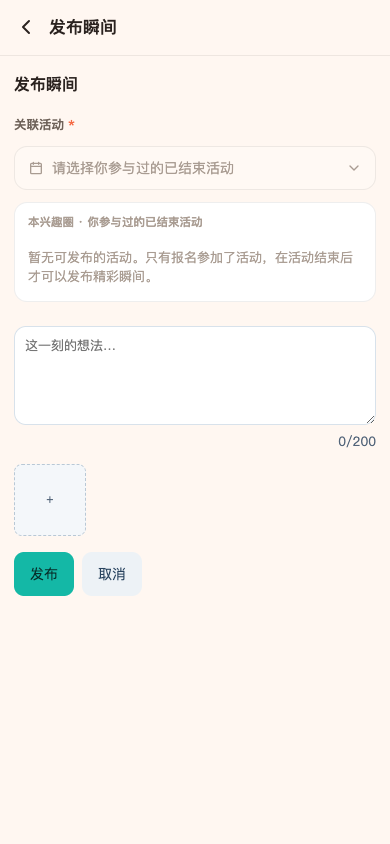 发布瞬间
发布瞬间
关联活动 *
请选择你参与过的已结束活动
本兴趣圈 · 你参与过的已结束活动
暂无可发布的活动。只有报名参加了活动，在活动结束后
才可以发布精彩瞬间。
这一刻的想法...
0/200
+
发布 取消